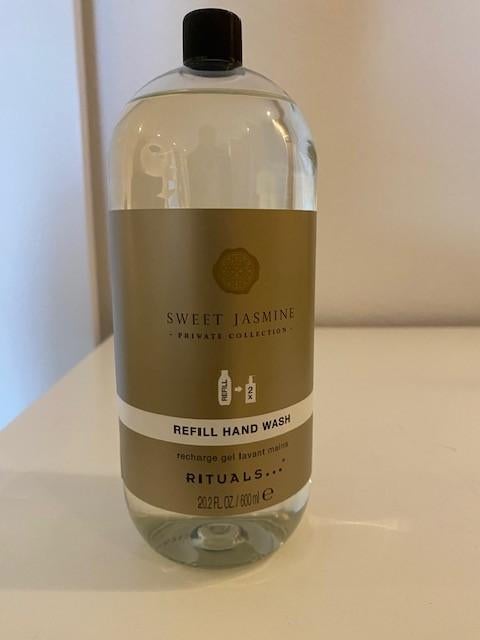 SWEET JASMINE
- PRIVATE COLLECTION -
REFILL
2x
REFILL HAND WASH
recharge gel lavant mains
RITUALS...®
20.2 FL OZ / 600 ml ℮